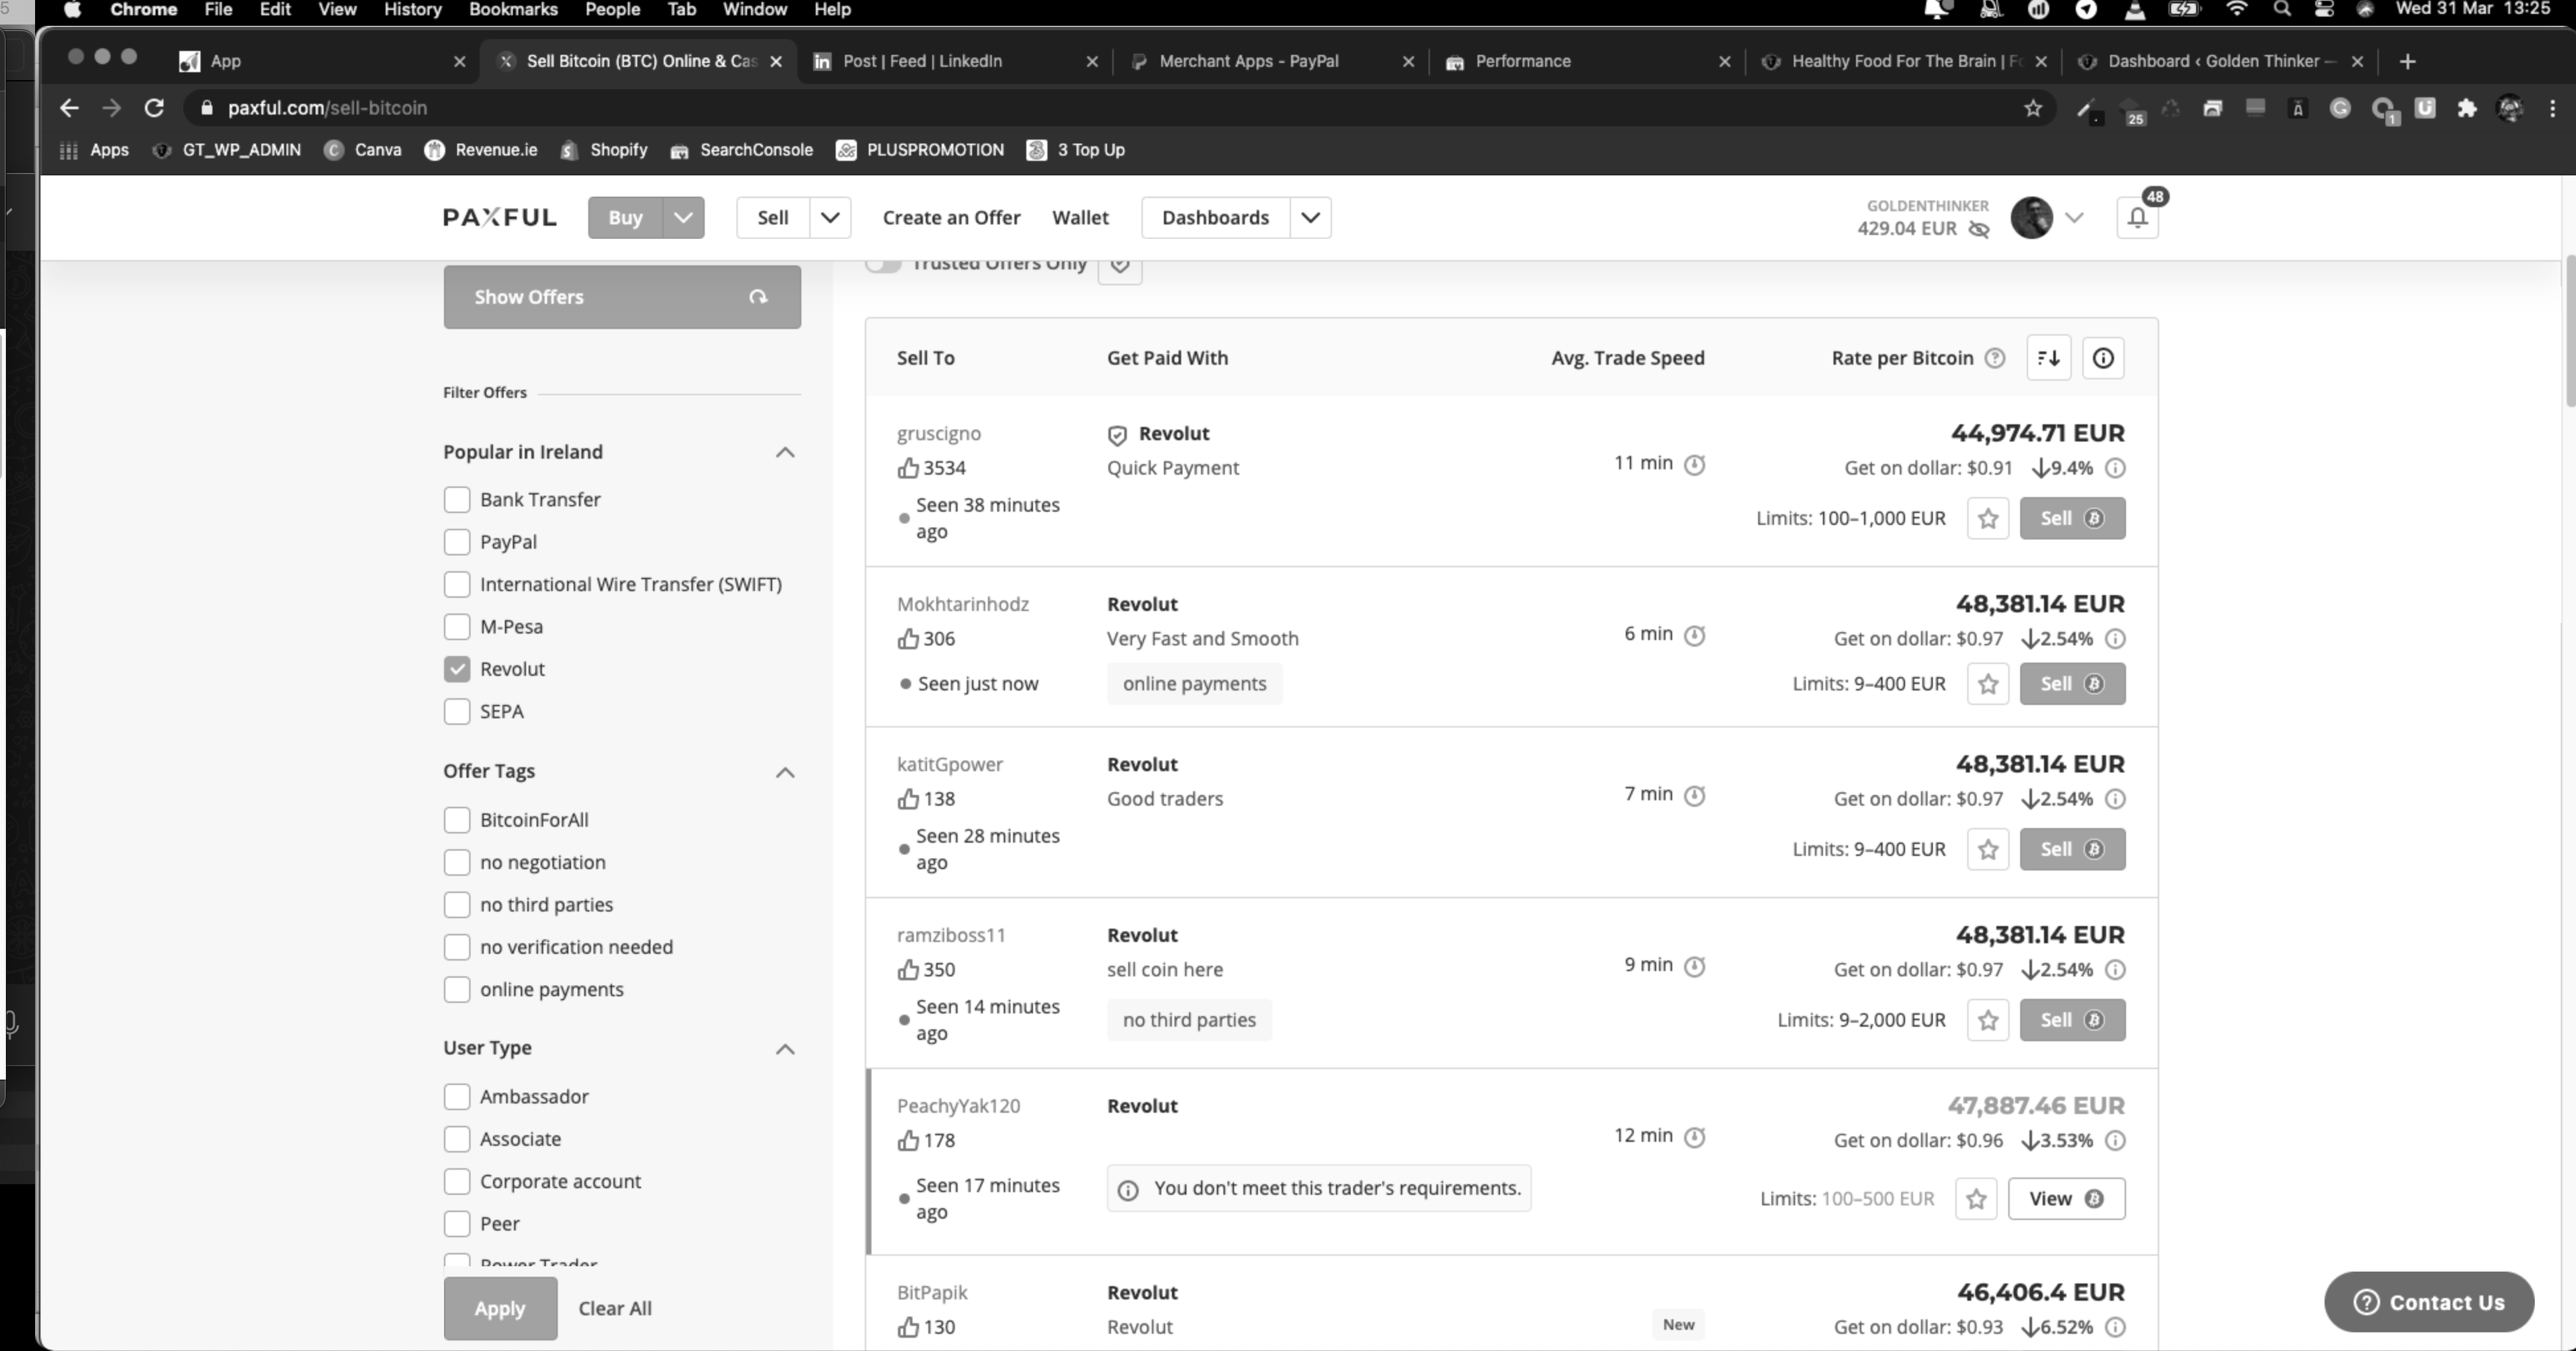 Chrome File Edit View History Bookmarks People Tab Window Help Wed 31 Mar 13:25
App
Sell Bitcoin (BTC) Online & Cas
Post | Feed | LinkedIn
Merchant Apps - PayPal
Performance
Healthy Food For The Brain | Fo
Dashboard ‹ Golden Thinker —
paxful.com/sell-bitcoin
25
1
Apps GT_WP_ADMIN Canva Revenue.ie Shopify SearchConsole PLUSPROMOTION 3 Top Up
PAXFUL Buy Sell Create an Offer Wallet Dashboards
GOLDENTHINKER
429.04 EUR
48
Trusted Offers Only
Show Offers
Filter Offers
Popular in Ireland
Bank Transfer
PayPal
International Wire Transfer (SWIFT)
M-Pesa
Revolut
SEPA
Offer Tags
BitcoinForAll
no negotiation
no third parties
no verification needed
online payments
User Type
Ambassador
Associate
Corporate account
Peer
Power Trader
Apply Clear All
Sell To Get Paid With Avg. Trade Speed Rate per Bitcoin
gruscigno Revolut 44,974.71 EUR
3534 Quick Payment 11 min Get on dollar: $0.91 9.4%
Seen 38 minutes
ago
Limits: 100–1,000 EUR Sell
Mokhtarinhodz Revolut 48,381.14 EUR
306 Very Fast and Smooth 6 min Get on dollar: $0.97 2.54%
Seen just now online payments Limits: 9–400 EUR Sell
katitGpower Revolut 48,381.14 EUR
138 Good traders 7 min Get on dollar: $0.97 2.54%
Seen 28 minutes
ago
Limits: 9–400 EUR Sell
ramziboss11 Revolut 48,381.14 EUR
350 sell coin here 9 min Get on dollar: $0.97 2.54%
Seen 14 minutes
ago
no third parties Limits: 9–2,000 EUR Sell
PeachyYak120 Revolut 47,887.46 EUR
178 12 min Get on dollar: $0.96 3.53%
Seen 17 minutes
ago
You don't meet this trader's requirements. Limits: 100–500 EUR View
BitPapik Revolut 46,406.4 EUR
130 Revolut New Get on dollar: $0.93 6.52%
Contact Us